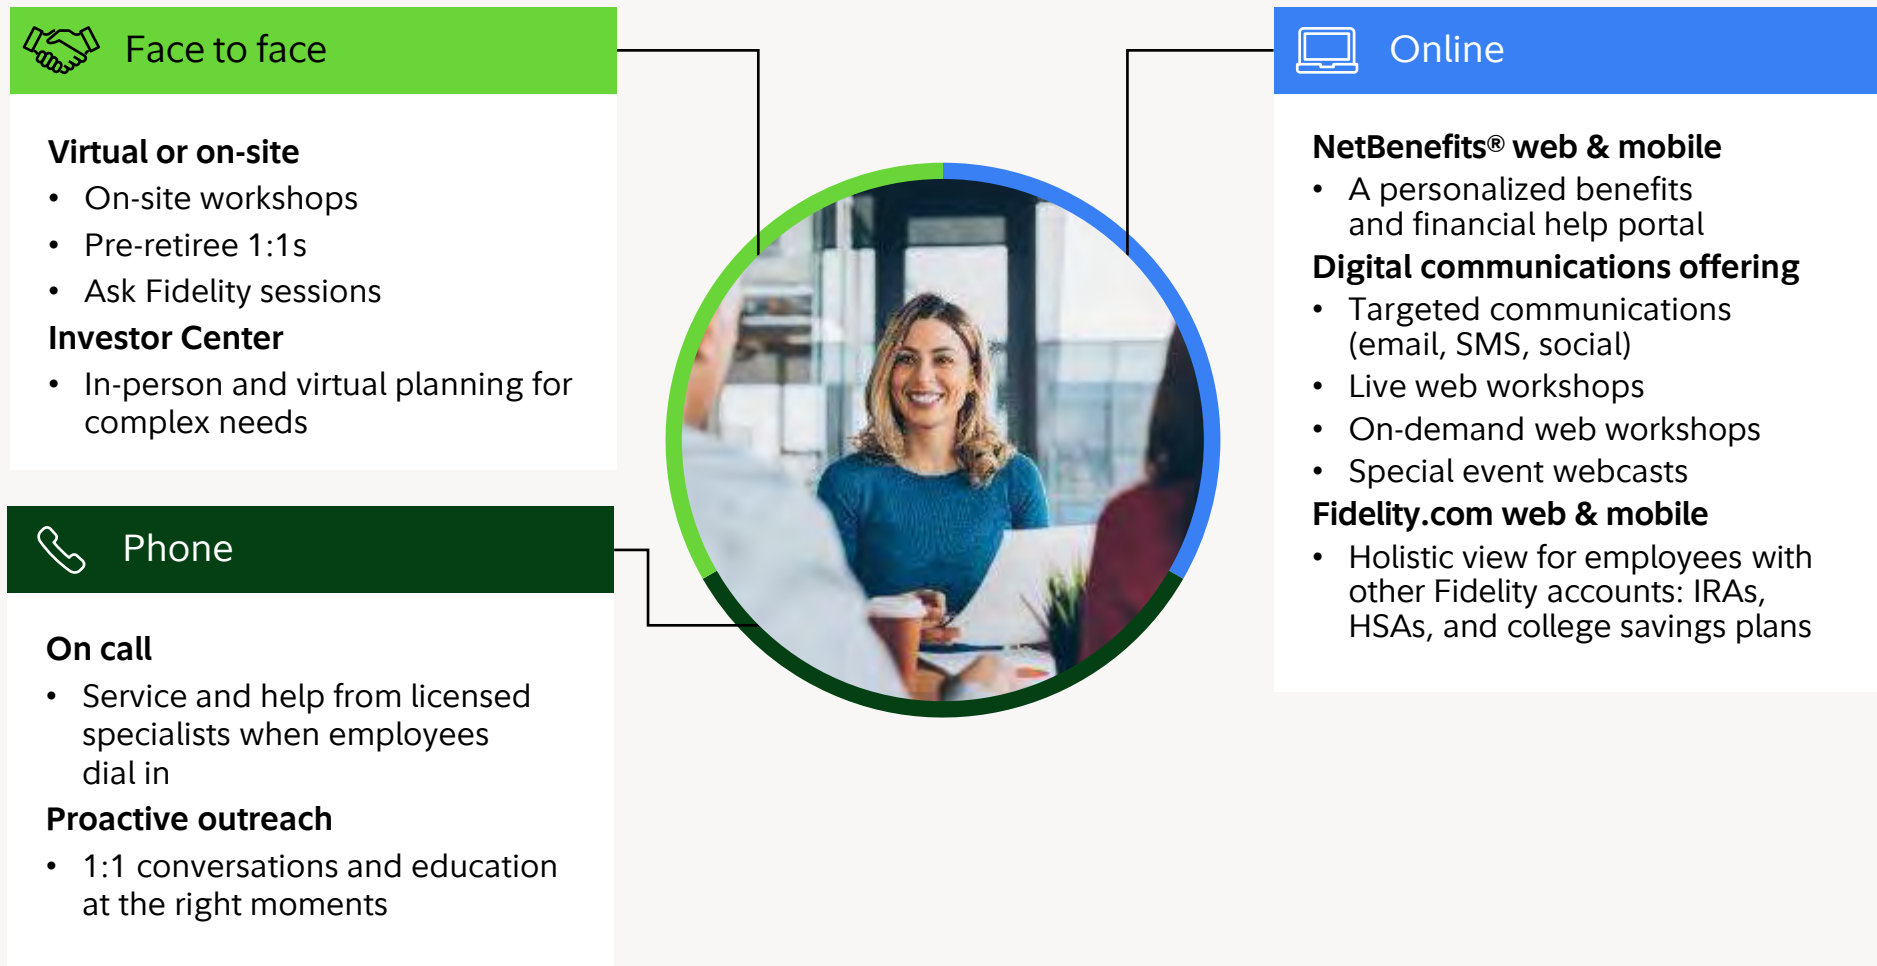 Face to face
Virtual or on-site
• On-site workshops
• Pre-retiree 1:1s
• Ask Fidelity sessions
Investor Center
• In-person and virtual planning for
complex needs
Phone
On call
• Service and help from licensed
specialists when employees
dial in
Proactive outreach
• 1:1 conversations and education
at the right moments
Online
NetBenefits® web & mobile
• A personalized benefits
and financial help portal
Digital communications offering
• Targeted communications
(email, SMS, social)
• Live web workshops
• On-demand web workshops
• Special event webcasts
Fidelity.com web & mobile
• Holistic view for employees with
other Fidelity accounts: IRAs,
HSAs, and college savings plans